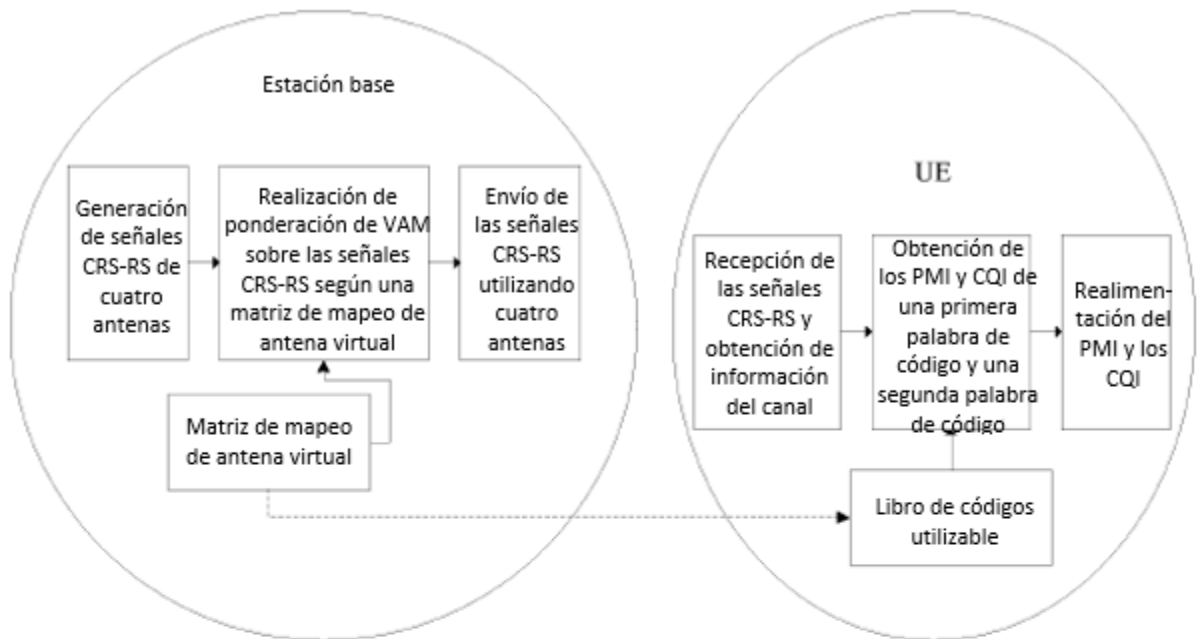 Estación base
Generación
de señales
CRS-RS de
cuatro
antenas
Realización de
ponderación de VAM
sobre las señales
CRS-RS según una
matriz de mapeo de
antena virtual
Envío de
las señales
CRS-RS
utilizando
cuatro
antenas
Matriz de mapeo
de antena virtual
UE
Recepción de
las señales
CRS-RS y
obtención de
información
del canal
Obtención de
los PMI y CQI de
una primera
palabra de
código y una
segunda palabra
de código
Realimen-
tación del
PMI y los
CQI
Libro de códigos
utilizable